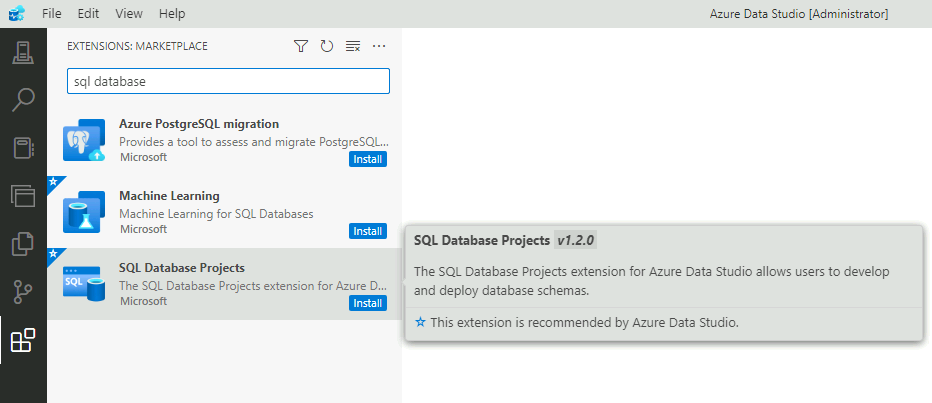 File Edit View Help Azure Data Studio [Administrator]
EXTENSIONS: MARKETPLACE
sql database
Azure PostgreSQL migration
Provides a tool to assess and migrate PostgreSQL...
Microsoft
Install
Machine Learning
Machine Learning for SQL Databases
Microsoft
Install
SQL
SQL Database Projects
The SQL Database Projects extension for Azure D...
Microsoft
Install
SQL Database Projects v1.2.0
The SQL Database Projects extension for Azure Data Studio allows users to develop
and deploy database schemas.
This extension is recommended by Azure Data Studio.